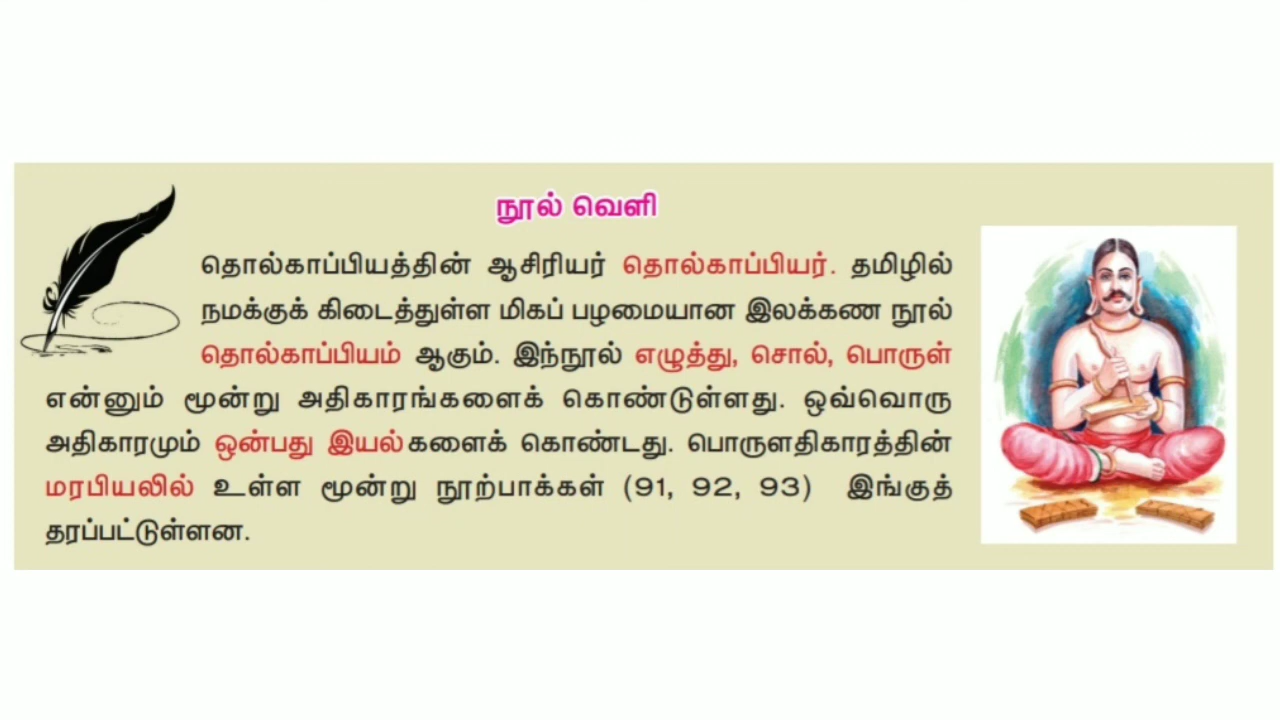 நூல் வெளி
தொல்காப்பியத்தின் ஆசிரியர் தொல்காப்பியர். தமிழில்
நமக்குக் கிடைத்துள்ள மிகப் பழமையான இலக்கண நூல்
தொல்காப்பியம் ஆகும். இந்நூல் எழுத்து, சொல், பொருள்
என்னும் மூன்று அதிகாரங்களைக் கொண்டுள்ளது. ஒவ்வொரு
அதிகாரமும் ஒன்பது இயல்களைக் கொண்டது. பொருளதிகாரத்தின்
மரபியலில் உள்ள மூன்று நூற்பாக்கள் (91, 92, 93) இங்குத்
தரப்பட்டுள்ளன.